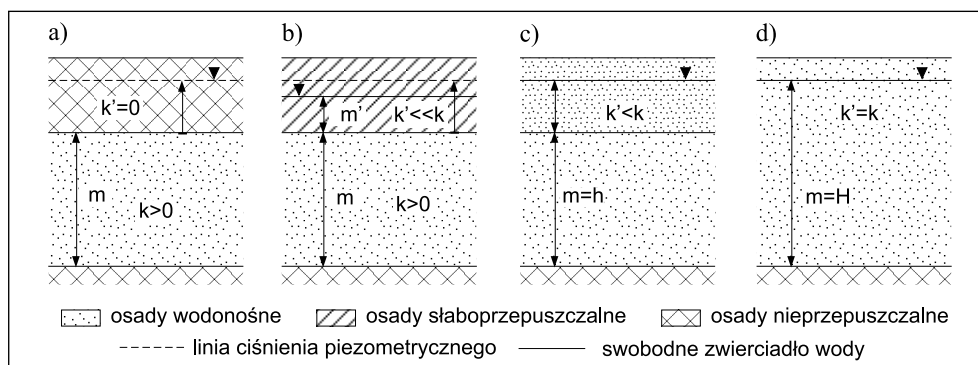 a) b) c) d)
k'=0 m' k'<<k k'<k k'=k
m k>0 m k>0 m=h m=H
osady wodonośne osady słaboprzepuszczalne osady nieprzepuszczalne
linia ciśnienia piezometrycznego swobodne zwierciadło wody